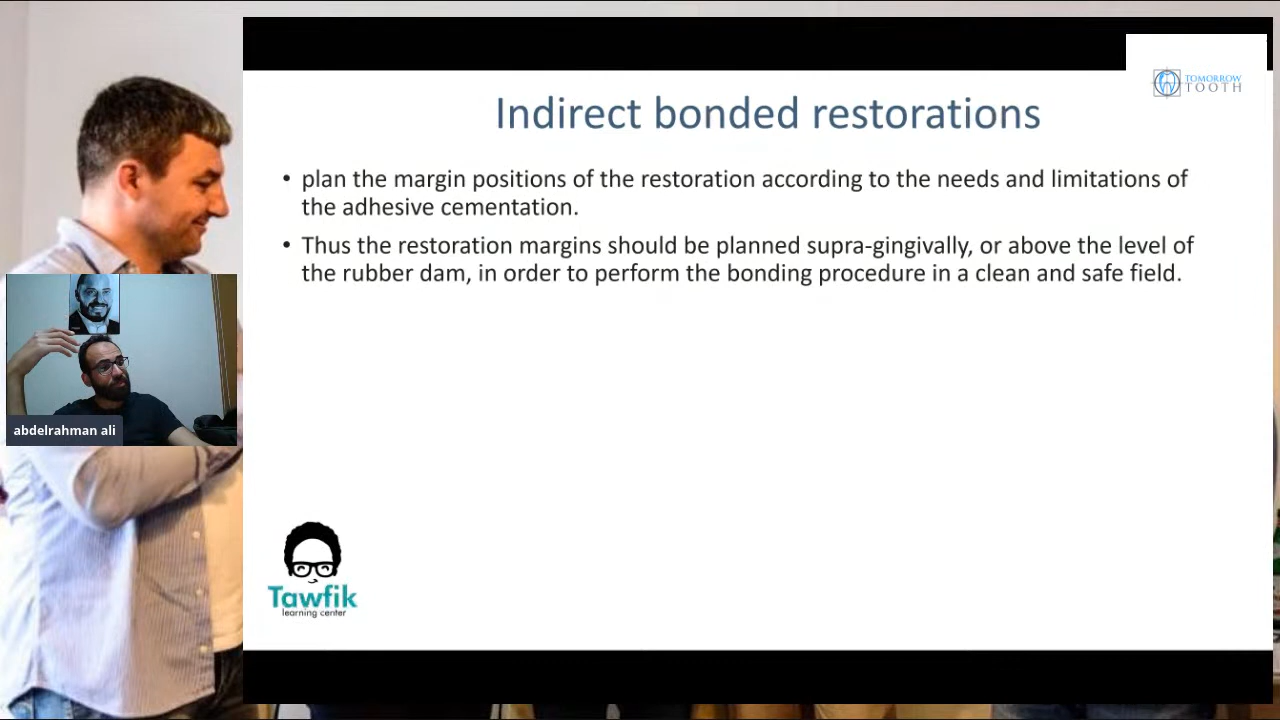 TOMORROW
TOOTH
Indirect bonded restorations
• plan the margin positions of the restoration according to the needs and limitations of
the adhesive cementation.
• Thus the restoration margins should be planned supra-gingivally, or above the level of
the rubber dam, in order to perform the bonding procedure in a clean and safe field.
abdelrahman ali
Tawfik
learning center